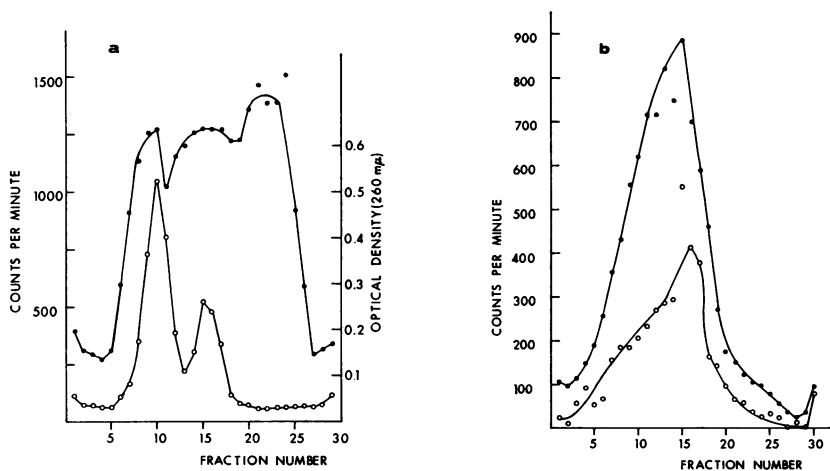 a
1500
1000
500
COUNTS PER MINUTE
0.6
0.5
0.4
0.3
0.2
0.1
OPTICAL DENSITY (260 mµ)
5 10 15 20 25 30
FRACTION NUMBER
b
900
800
700
600
500
400
300
200
100
COUNTS PER MINUTE
5 10 15 20 25 30
FRACTION NUMBER